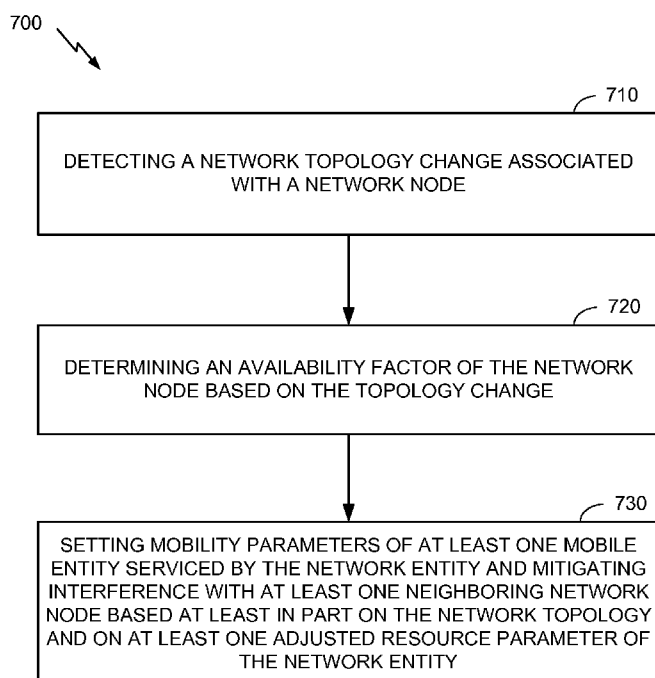 700
710
DETECTING A NETWORK TOPOLOGY CHANGE ASSOCIATED
WITH A NETWORK NODE
720
DETERMINING AN AVAILABILITY FACTOR OF THE NETWORK
NODE BASED ON THE TOPOLOGY CHANGE
730
SETTING MOBILITY PARAMETERS OF AT LEAST ONE MOBILE
ENTITY SERVICED BY THE NETWORK ENTITY AND MITIGATING
INTERFERENCE WITH AT LEAST ONE NEIGHBORING NETWORK
NODE BASED AT LEAST IN PART ON THE NETWORK TOPOLOGY
AND ON AT LEAST ONE ADJUSTED RESOURCE PARAMETER OF
THE NETWORK ENTITY